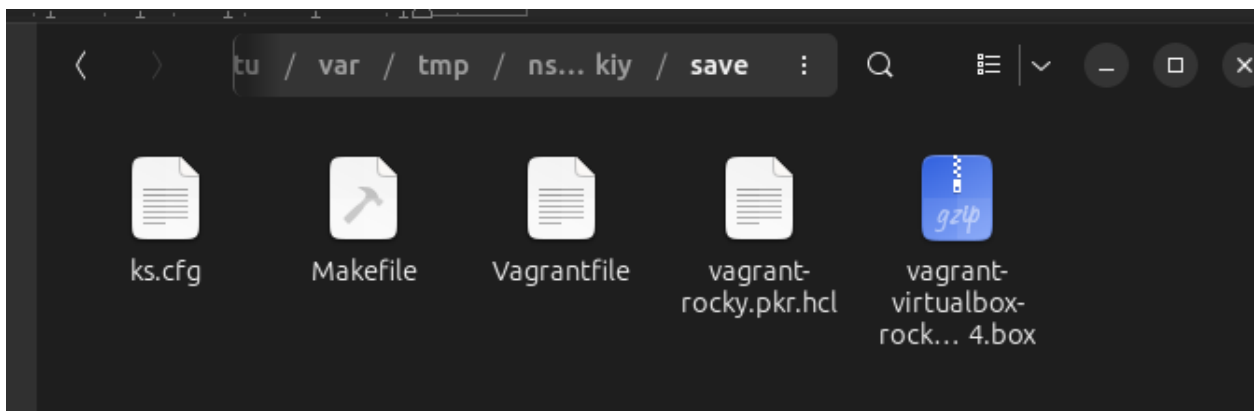 tu / var / tmp / ns... kiy / save
ks.cfg
Makefile
Vagrantfile
vagrant-
rocky.pkr.hcl
gzip
vagrant-
virtualbox-
rock... 4.box